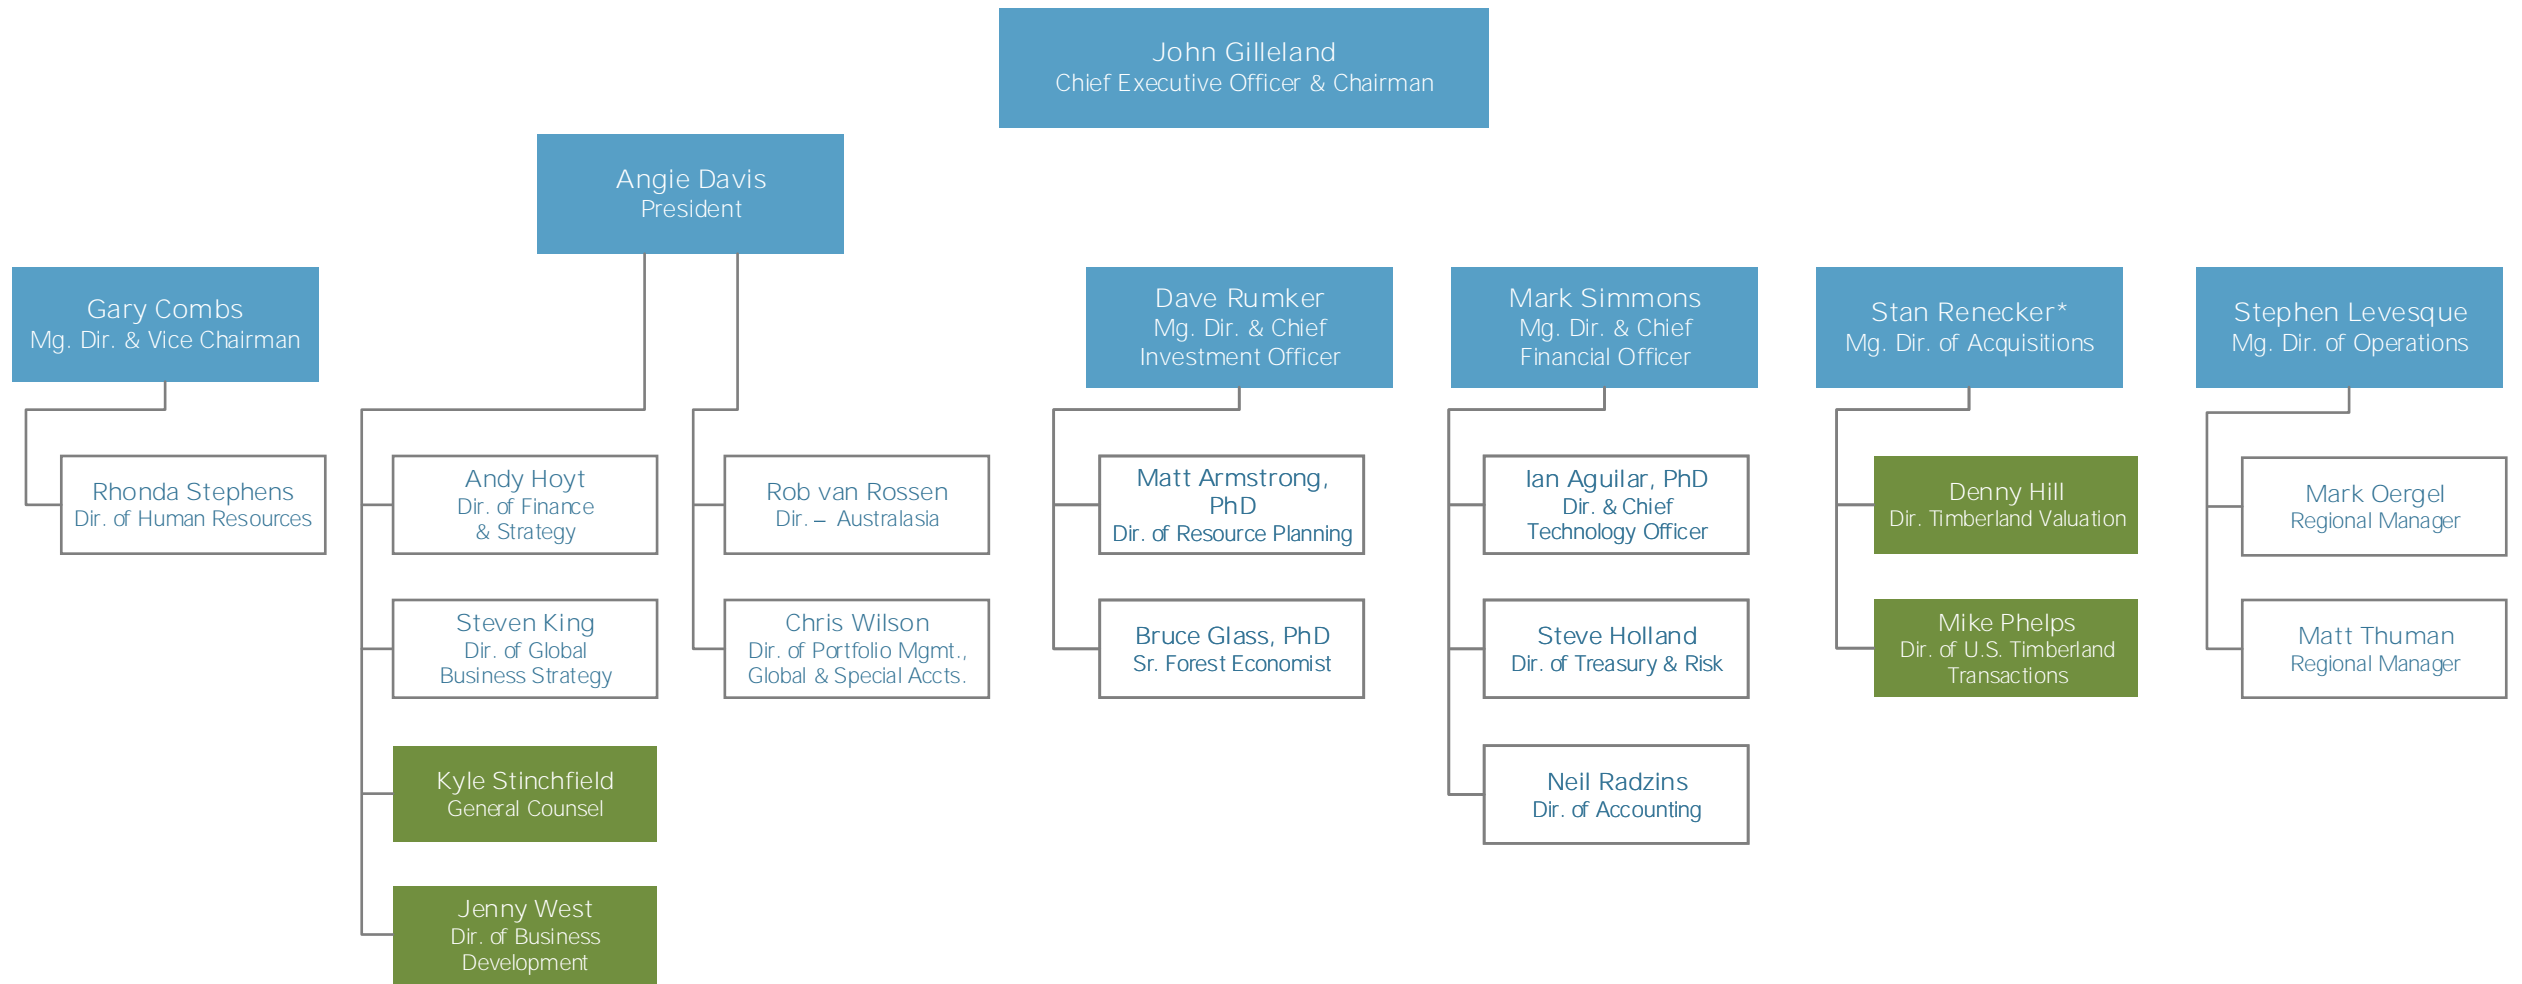 John Gilleland
Chief Executive Officer & Chairman
Angie Davis
President
Gary Combs
Mg. Dir. & Vice Chairman
Dave Rumker
Mg. Dir. & Chief
Investment Officer
Mark Simmons
Mg. Dir. & Chief
Financial Officer
Stan Renecker*
Mg. Dir. of Acquisitions
Stephen Levesque
Mg. Dir. of Operations
Rhonda Stephens
Dir. of Human Resources
Andy Hoyt
Dir. of Finance
& Strategy
Rob van Rossen
Dir. – Australasia
Matt Armstrong,
PhD
Dir. of Resource Planning
Ian Aguilar, PhD
Dir. & Chief
Technology Officer
Denny Hill
Dir. Timberland Valuation
Mark Oergel
Regional Manager
Steven King
Dir. of Global
Business Strategy
Chris Wilson
Dir. of Portfolio Mgmt.,
Global & Special Accts.
Bruce Glass, PhD
Sr. Forest Economist
Steve Holland
Dir. of Treasury & Risk
Mike Phelps
Dir. of U.S. Timberland
Transactions
Matt Thuman
Regional Manager
Kyle Stinchfield
General Counsel
Neil Radzins
Dir. of Accounting
Jenny West
Dir. of Business
Development